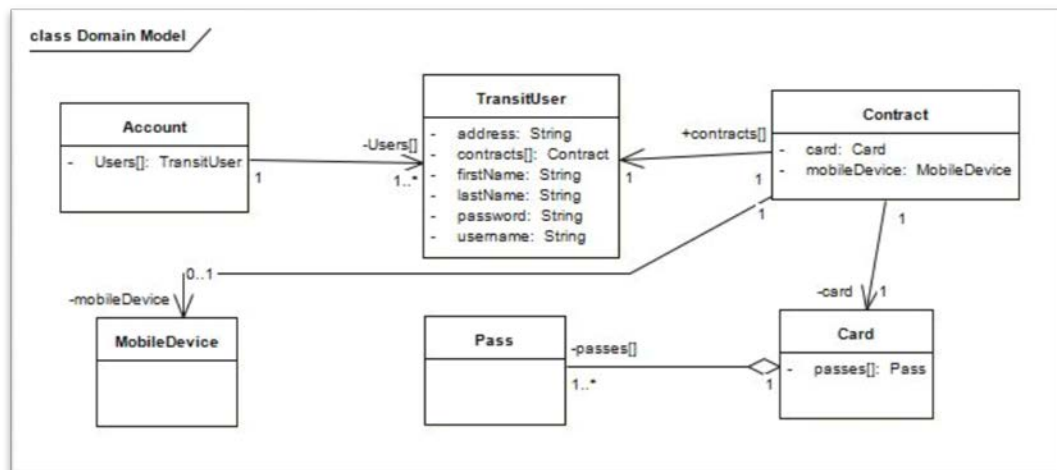 class Domain Model
Account
- Users[]: TransitUser
1
-Users[]
1..*
TransitUser
- address: String
- contracts[]: Contract
- firstName: String
- lastName: String
- password: String
- username: String
1
+contracts[]
1
Contract
- card: Card
- mobileDevice: MobileDevice
1
1
0..1
-mobileDevice
MobileDevice
Pass
-passes[]
1..*
1
-card
1
Card
- passes[]: Pass